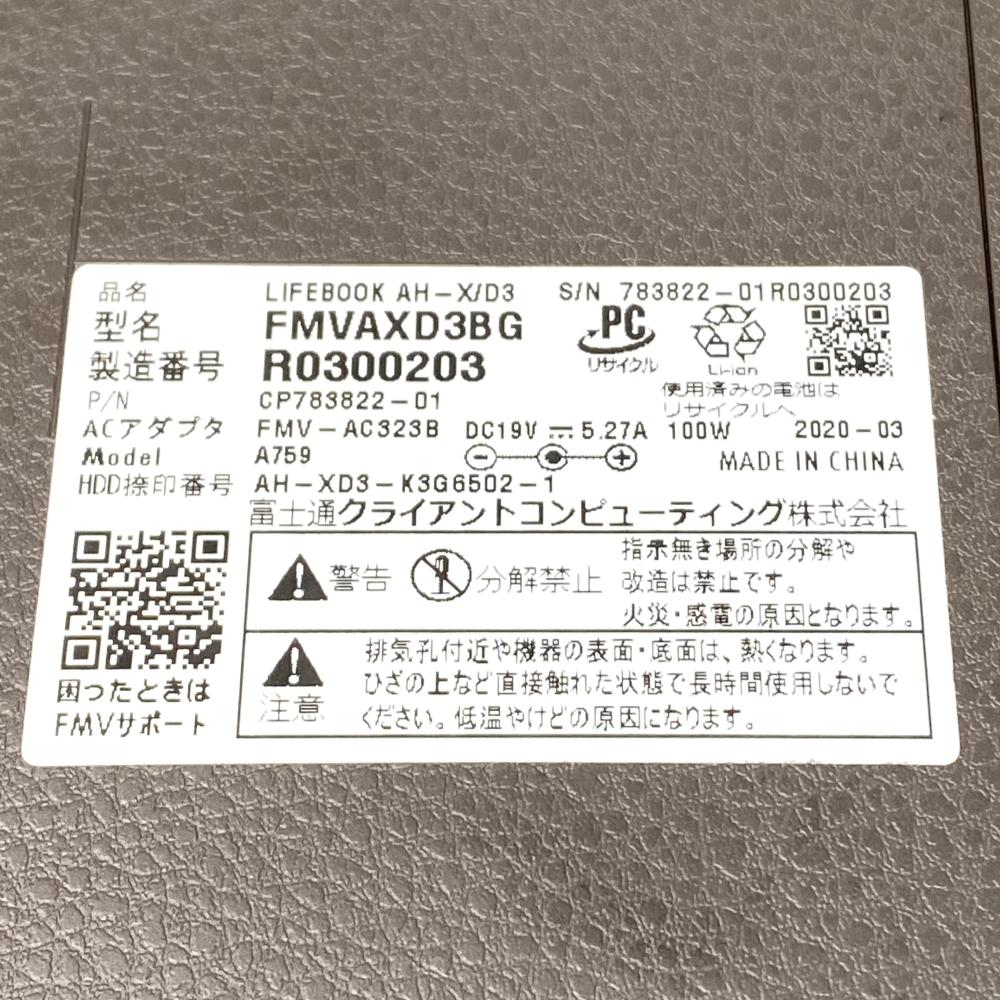 品名 LIFEBOOK AH-X/D3 S/N 783822-01R0300203
型名 FMVAXD3BG
製造番号 R0300203
PC
リサイクル
Li-ion
使用済みの電池は
リサイクルへ
P/N CP783822-01
ACアダプタ FMV-AC323B DC19V ⎓ 5.27A 100W 2020-03
Model A759
MADE IN CHINA
HDD捺印番号 AH-XD3-K3G6502-1
富士通クライアントコンピューティング株式会社
困ったときは
FMVサポート
警告 分解禁止
指示無き場所の分解や
改造は禁止です。
火災・感電の原因となります。
注意
排気孔付近や機器の表面・底面は、熱くなります。
ひざの上など直接触れた状態で長時間使用しないで
ください。低温やけどの原因になります。